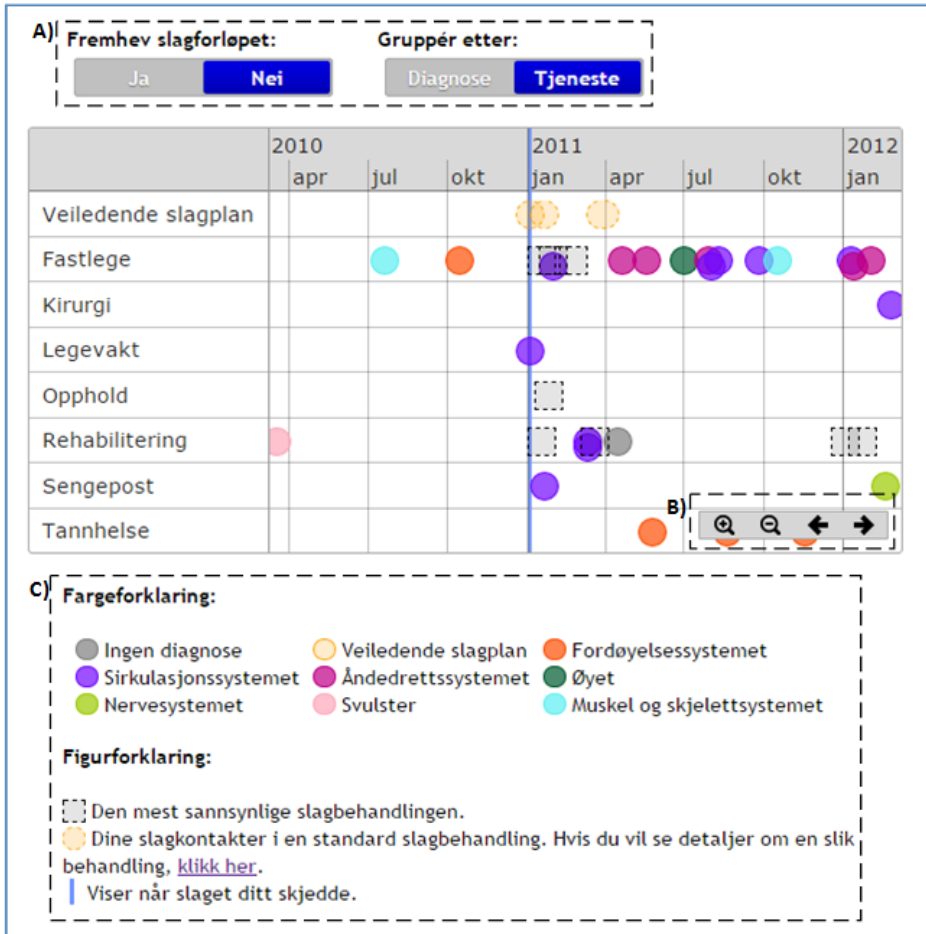 A)
Fremhev slagforløpet: Gruppér etter:
Ja Nei Diagnose Tjeneste
2010 2011 2012
apr jul okt jan apr jul okt jan
Veiledende slagplan
Fastlege
Kirurgi
Legevakt
Opphold
Rehabilitering
Sengepost
B)
Tannhelse
C)
Fargeforklaring:
Ingen diagnose Veiledende slagplan Fordøyelsessystemet
Sirkulasjonssystemet Åndedrettssystemet Øyet
Nervesystemet Svulster Muskel og skjelettsystemet
Figurforklaring:
Den mest sannsynlige slagbehandlingen.
Dine slagkontakter i en standard slagbehandling. Hvis du vil se detaljer om en slik
behandling, klikk her.
Viser når slaget ditt skjedde.